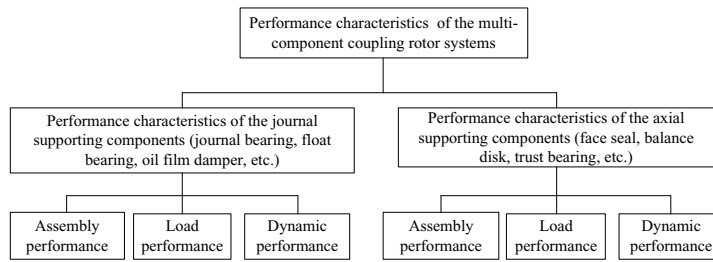 Performance characteristics of the multi-
component coupling rotor systems
Performance characteristics of the journal
supporting components (journal bearing, float
bearing, oil film damper, etc.)
Performance characteristics of the axial
supporting components (face seal, balance
disk, trust bearing, etc.)
Assembly
performance
Load
performance
Dynamic
performance
Assembly
performance
Load
performance
Dynamic
performance